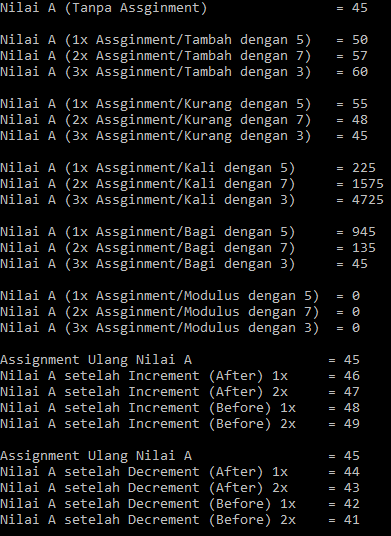 Nilai A (Tanpa Assginment)                = 45
Nilai A (1x Assginment/Tambah dengan 5)   = 50
Nilai A (2x Assginment/Tambah dengan 7)   = 57
Nilai A (3x Assginment/Tambah dengan 3)   = 60
Nilai A (1x Assginment/Kurang dengan 5)   = 55
Nilai A (2x Assginment/Kurang dengan 7)   = 48
Nilai A (3x Assginment/Kurang dengan 3)   = 45
Nilai A (1x Assginment/Kali dengan 5)     = 225
Nilai A (2x Assginment/Kali dengan 7)     = 1575
Nilai A (3x Assginment/Kali dengan 3)     = 4725
Nilai A (1x Assginment/Bagi dengan 5)     = 945
Nilai A (2x Assginment/Bagi dengan 7)     = 135
Nilai A (3x Assginment/Bagi dengan 3)     = 45
Nilai A (1x Assginment/Modulus dengan 5)  = 0
Nilai A (2x Assginment/Modulus dengan 7)  = 0
Nilai A (3x Assginment/Modulus dengan 3)  = 0
Assignment Ulang Nilai A                 = 45
Nilai A setelah Increment (After) 1x     = 46
Nilai A setelah Increment (After) 2x     = 47
Nilai A setelah Increment (Before) 1x    = 48
Nilai A setelah Increment (Before) 2x    = 49
Assignment Ulang Nilai A                 = 45
Nilai A setelah Decrement (After) 1x     = 44
Nilai A setelah Decrement (After) 2x     = 43
Nilai A setelah Decrement (Before) 1x    = 42
Nilai A setelah Decrement (Before) 2x    = 41